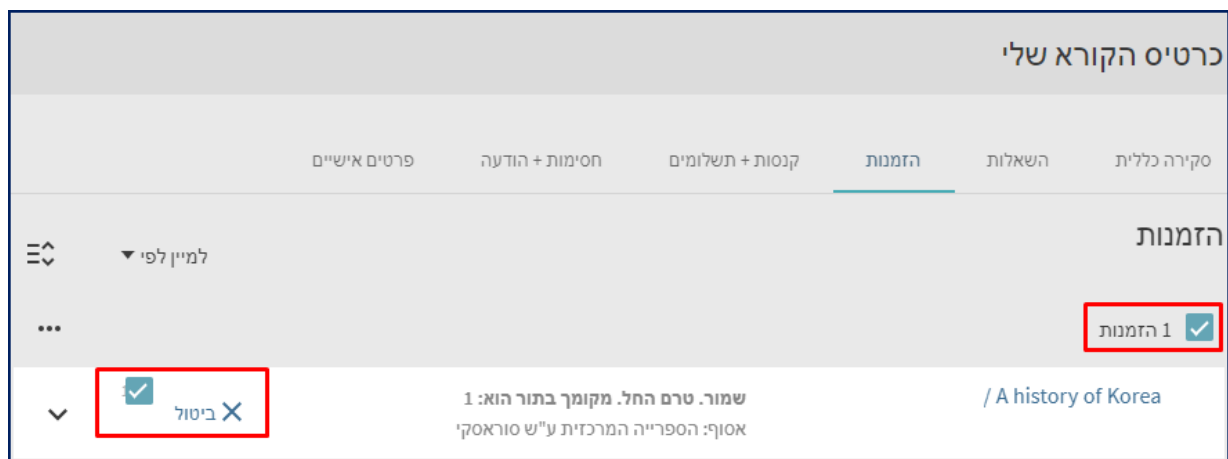 כרטיס הקורא שלי
סקירה כללית השאלות הזמנות קנסות + תשלומים חסימות + הודעה פרטים אישיים
הזמנות
למיין לפי
1 הזמנות
A history of Korea /
שמור. טרם החל. מקומך בתור הוא: 1
אסוף: הספרייה המרכזית ע"ש סוראסקי
ביטול